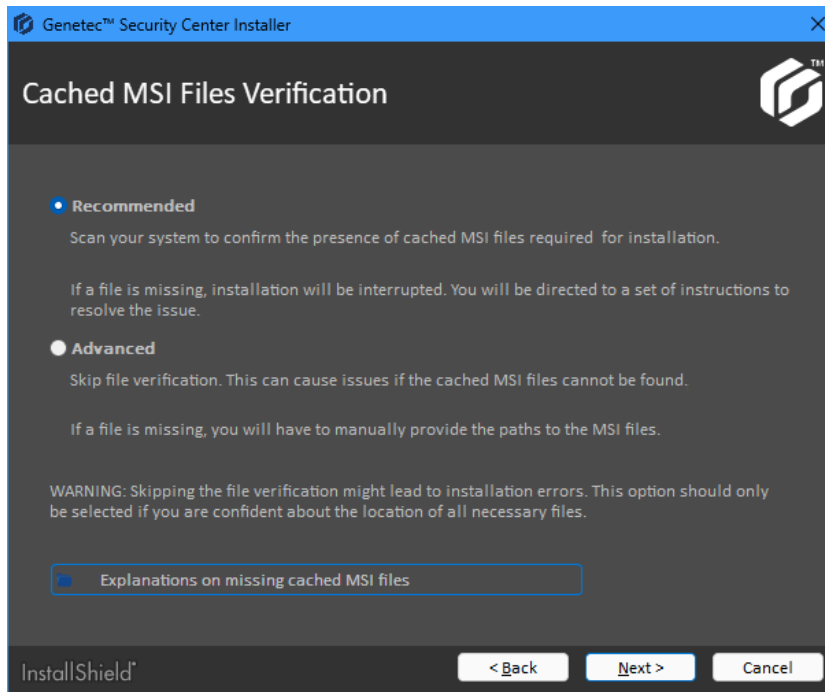 Genetec™ Security Center Installer
Cached MSI Files Verification
TM
Recommended
Scan your system to confirm the presence of cached MSI files required for installation.
If a file is missing, installation will be interrupted. You will be directed to a set of instructions to
resolve the issue.
Advanced
Skip file verification. This can cause issues if the cached MSI files cannot be found.
If a file is missing, you will have to manually provide the paths to the MSI files.
WARNING: Skipping the file verification might lead to installation errors. This option should only
be selected if you are confident about the location of all necessary files.
Explanations on missing cached MSI files
InstallShield®
< Back
Next >
Cancel